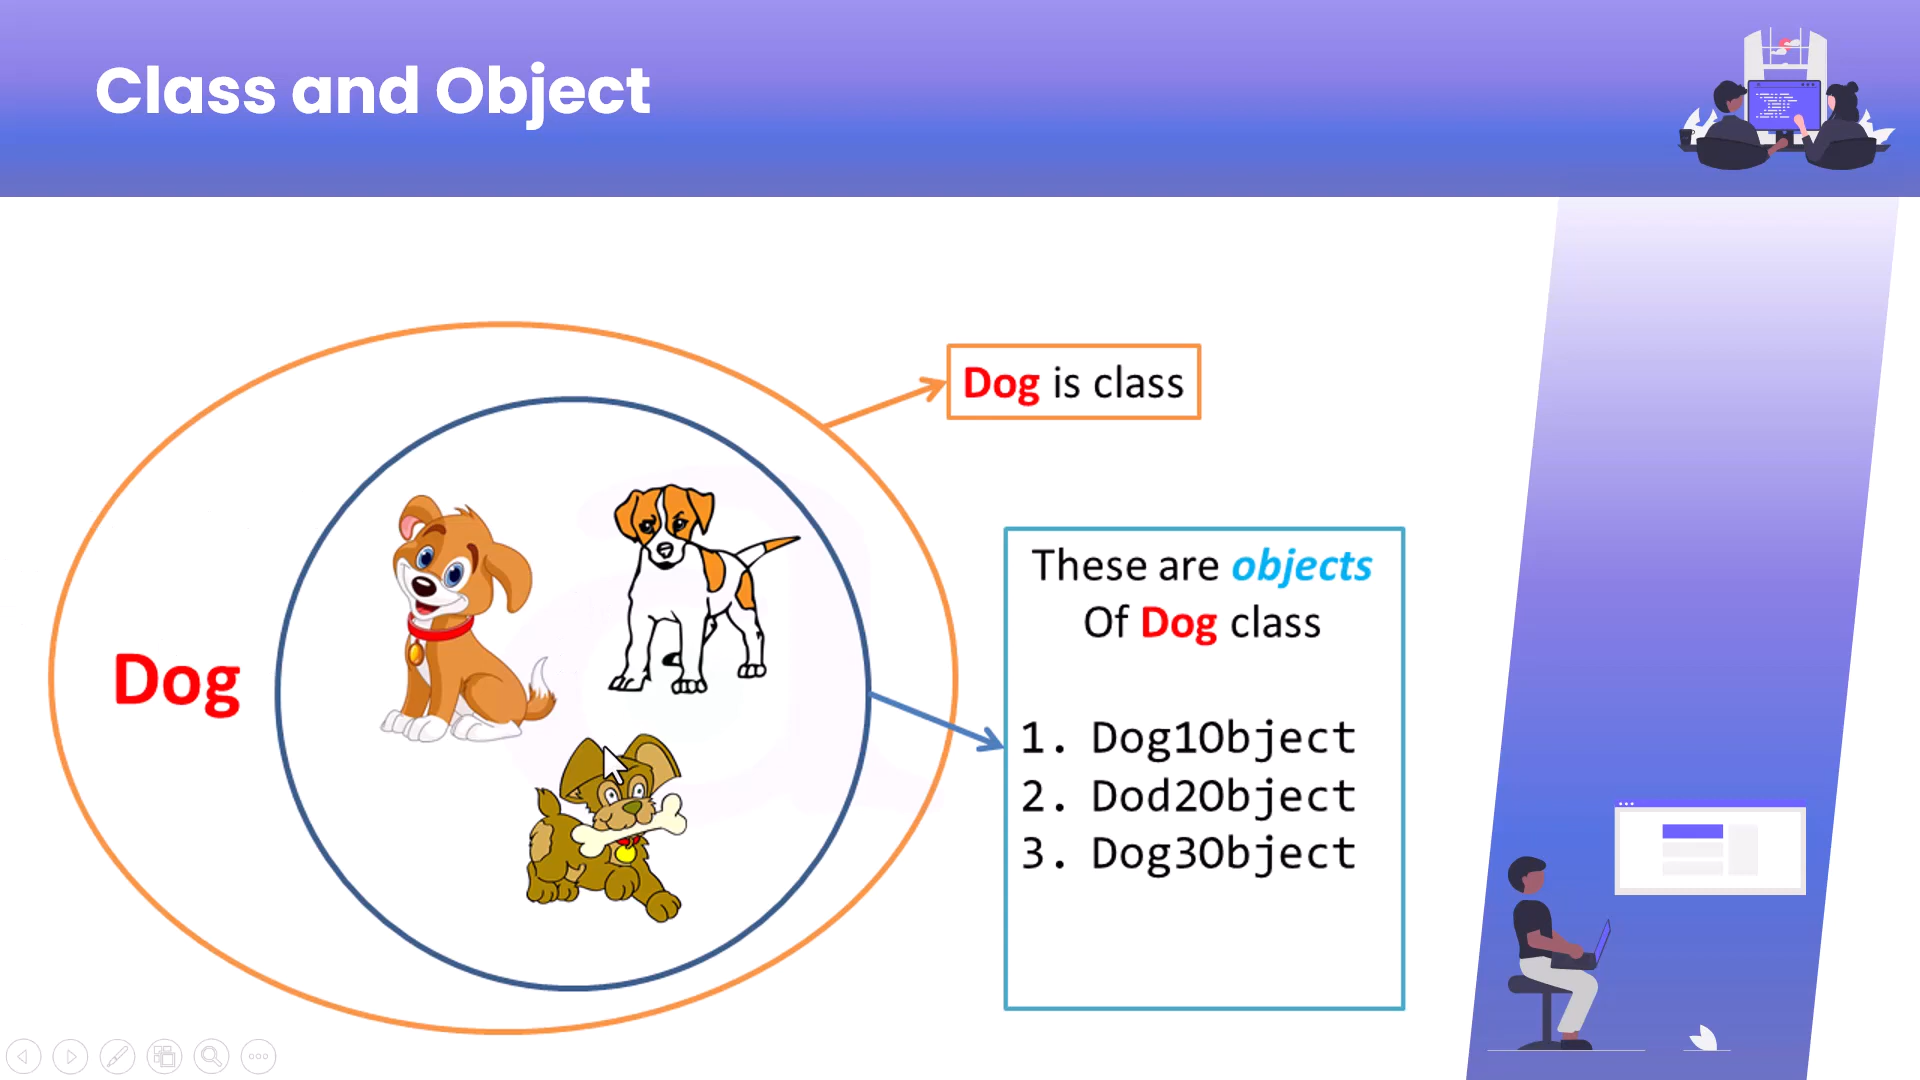 Class and Object
Dog is class
These are objects
Of Dog class
Dog
1. Dog1Object
2. Dod2Object
3. Dog3Object